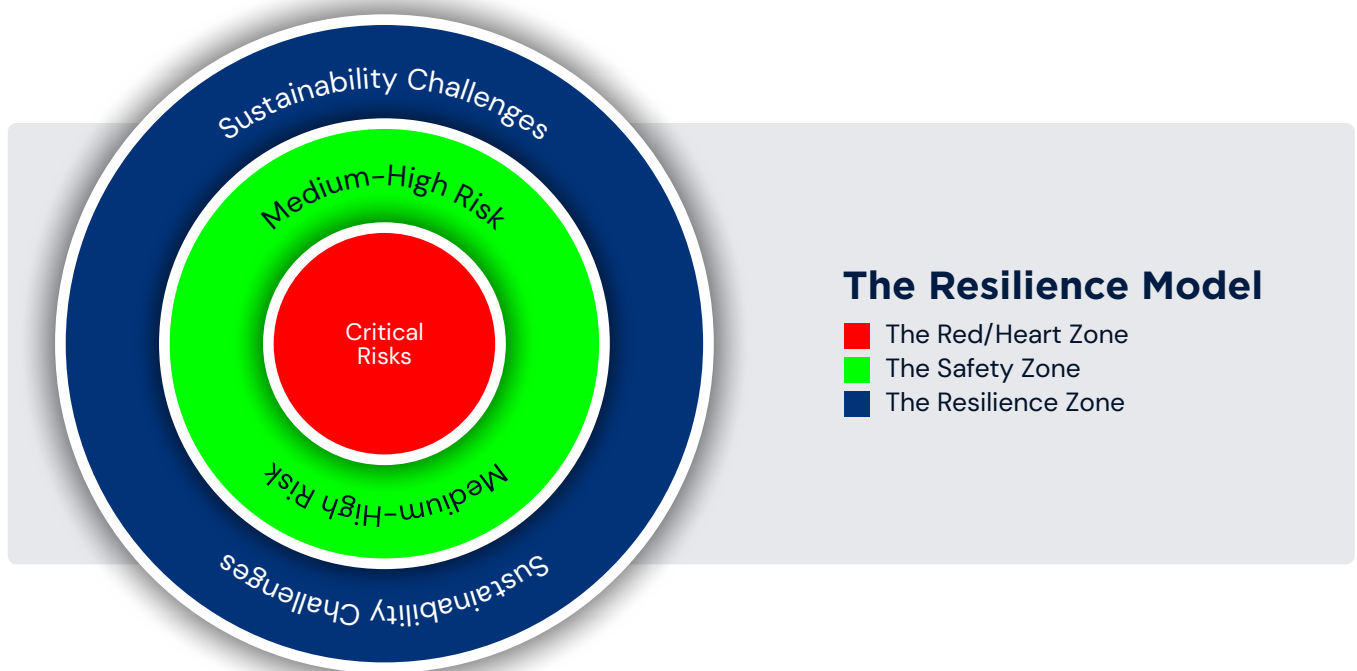 Sustainability Challenges
Medium-High Risk
Critical
Risks
Medium-High Risk
Sustainability Challenges
The Resilience Model
The Red/Heart Zone
The Safety Zone
The Resilience Zone